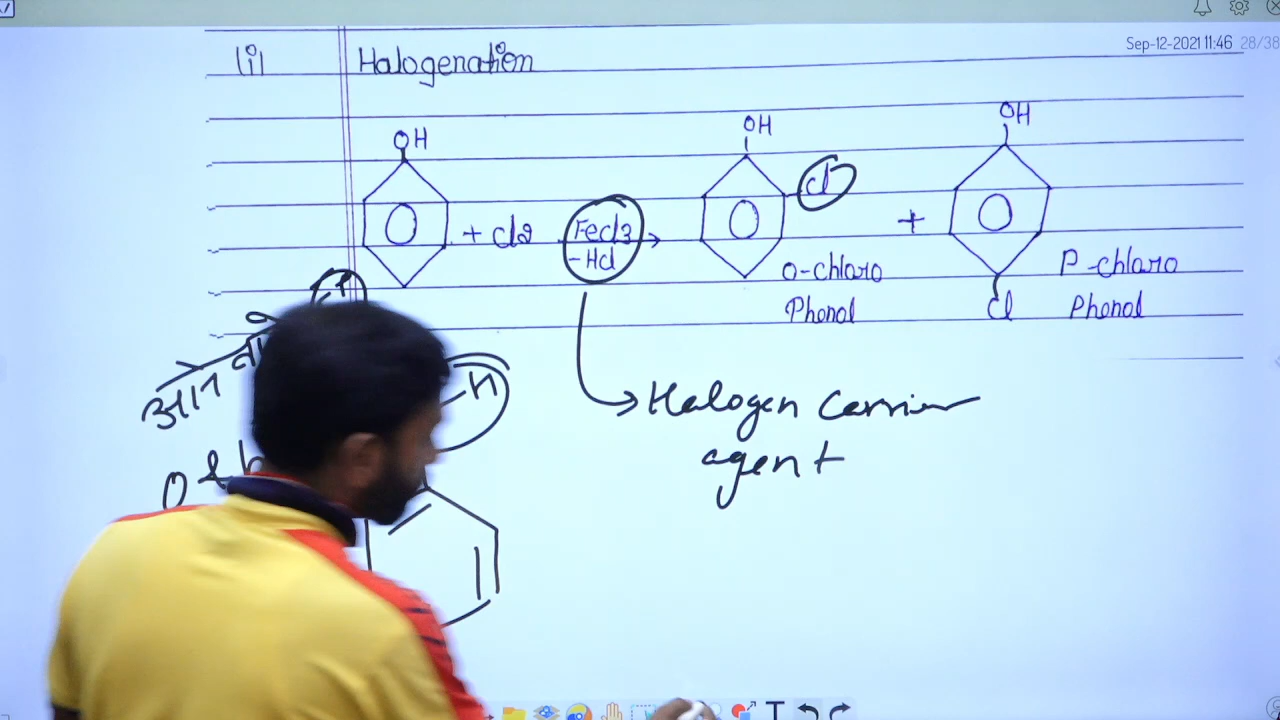 Sep-12-2021 11:46 28/38
(ii) Halogenation
OH OH OH
+ Cl2 FeCl3 Cl +
-HCl
O-chloro P-chloro
Phenol Cl Phenol
Halogen Carrier
agent
O &
H
T